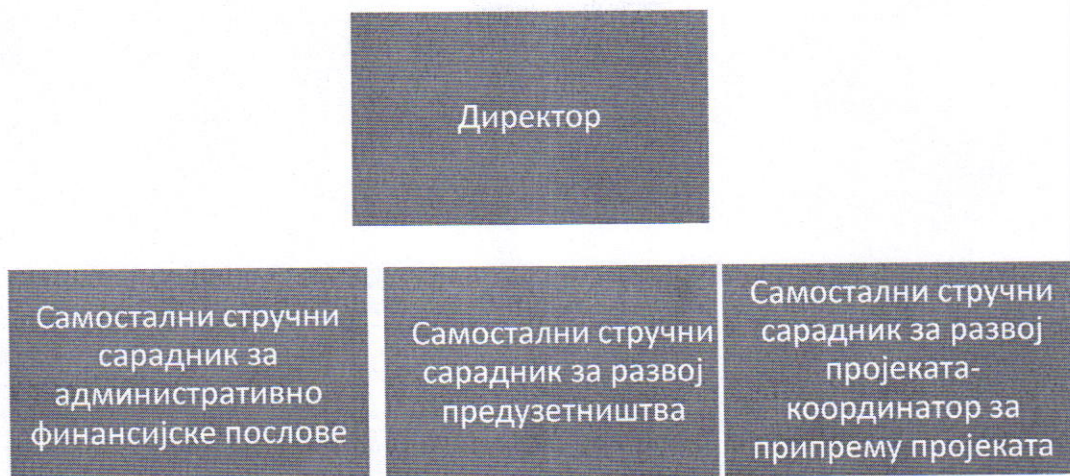 Директор
Самостални стручни
сарадник за
административно
финансијске послове
Самостални стручни
сарадник за развој
предузетништва
Самостални стручни
сарадник за развој
пројеката-
координатор за
припрему пројеката